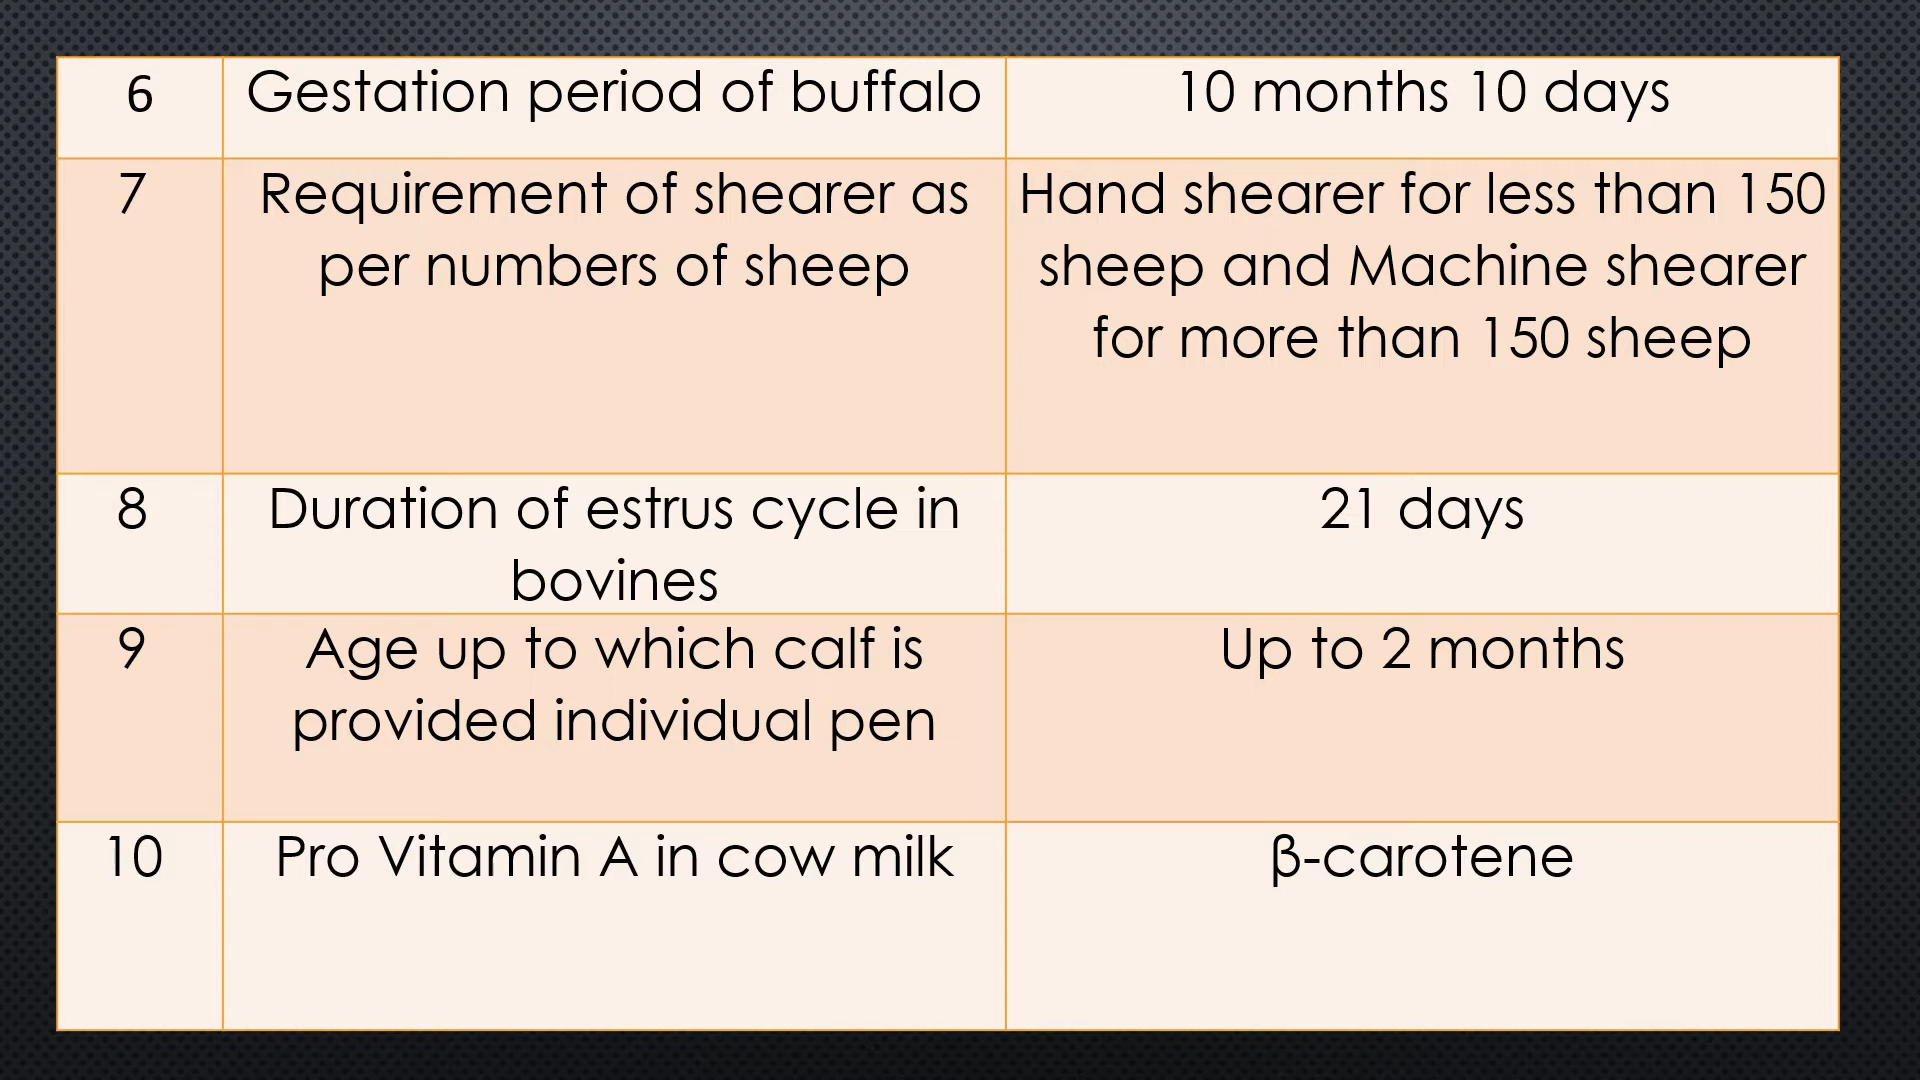 6 Gestation period of buffalo 10 months 10 days
7 Requirement of shearer as Hand shearer for less than 150
per numbers of sheep sheep and Machine shearer
for more than 150 sheep
8 Duration of estrus cycle in 21 days
bovines
9 Age up to which calf is Up to 2 months
provided individual pen
10 Pro Vitamin A in cow milk β-carotene